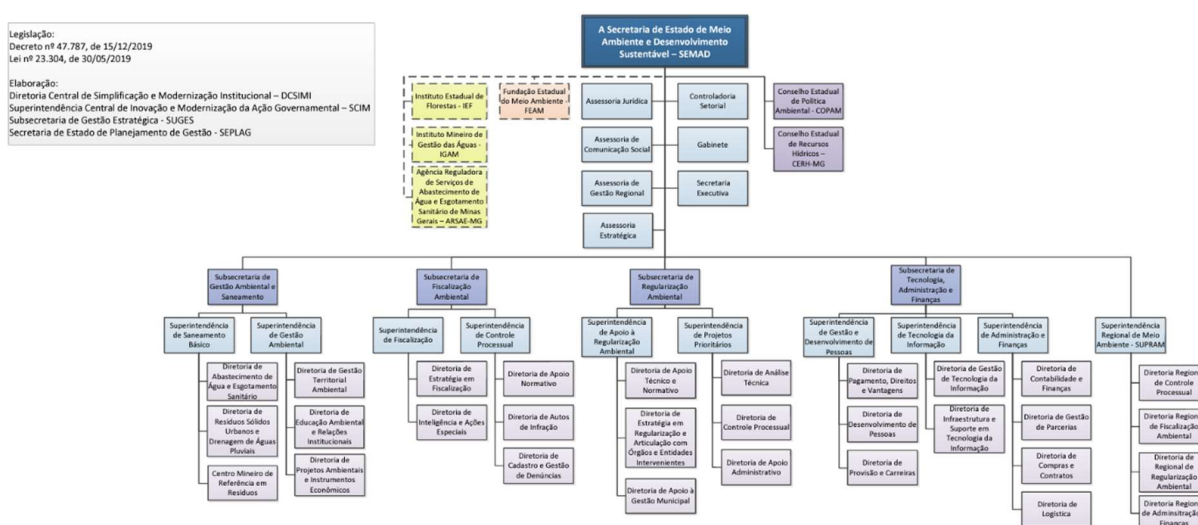 Legislação:
Decreto nº 47.787, de 15/12/2019
Lei nº 23.304, de 30/05/2019
Elaboração:
Diretoria Central de Simplificação e Modernização Institucional – DCSIMI
Superintendência Central de Inovação e Modernização da Ação Governamental – SCIM
Subsecretaria de Gestão Estratégica - SUGES
Secretaria de Estado de Planejamento de Gestão - SEPLAG
A Secretaria de Estado de Meio
Ambiente e Desenvolvimento
Sustentável – SEMAD
Instituto Estadual de
Florestas - IEF
Fundação Estadual
do Meio Ambiente -
FEAM
Assessoria Jurídica
Controladoria
Setorial
Conselho Estadual
de Política
Ambiental - COPAM
Instituto Mineiro de
Gestão das Águas -
IGAM
Assessoria de
Comunicação Social
Gabinete
Conselho Estadual
de Recursos
Hídricos –
CERH-MG
Agência Reguladora
de Serviços de
Abastecimento de
Água e Esgotamento
Sanitário de Minas
Gerais – ARSAE-MG
Assessoria de
Gestão Regional
Secretaria
Executiva
Assessoria
Estratégica
Subsecretaria de
Gestão Ambiental e
Saneamento
Subsecretaria de
Fiscalização
Ambiental
Subsecretaria de
Regularização
Ambiental
Subsecretaria de
Tecnologia,
Administração e
Finanças
Superintendência
de Saneamento
Básico
Superintendência
de Gestão
Ambiental
Superintendência
de Fiscalização
Superintendência
de Controle
Processual
Superintendência
de Apoio à
Regularização
Ambiental
Superintendência
de Projetos
Prioritários
Superintendência
de Gestão e
Desenvolvimento de
Pessoas
Superintendência
de Tecnologia da
Informação
Superintendência
de Administração e
Finanças
Superintendência
Regional de Meio
Ambiente - SUPRAM
Diretoria de
Abastecimento de
Água e Esgotamento
Sanitário
Diretoria de
Resíduos Sólidos
Urbanos e
Drenagem de Águas
Pluviais
Centro Mineiro de
Referência em
Resíduos
Diretoria de Gestão
Territorial
Ambiental
Diretoria de
Educação Ambiental
e Relações
Institucionais
Diretoria de
Projetos Ambientais
e Instrumentos
Econômicos
Diretoria de
Estratégia em
Fiscalização
Diretoria de
Inteligência e Ações
Especiais
Diretoria de Apoio
Normativo
Diretoria de Autos
de Infração
Diretoria de
Cadastro e Gestão
de Denúncias
Diretoria de Apoio
Técnico e
Normativo
Diretoria de
Estratégia em
Regularização e
Articulação com
Órgãos e Entidades
Intervenientes
Diretoria de Apoio à
Gestão Municipal
Diretoria de Análise
Técnica
Diretoria de
Controle Processual
Diretoria de Apoio
Administrativo
Diretoria de
Pagamento, Direitos
e Vantagens
Diretoria de
Desenvolvimento de
Pessoas
Diretoria de
Provisão e Carreiras
Diretoria de Gestão
de Tecnologia da
Informação
Diretoria de
Infraestrutura e
Suporte em
Tecnologia da
Informação
Diretoria de
Contabilidade e
Finanças
Diretoria de Gestão
de Parcerias
Diretoria de
Compras e
Contratos
Diretoria de
Logística
Diretoria Regional
de Controle
Processual
Diretoria Regional
de Fiscalização
Ambiental
Diretoria de
Regional de
Regularização
Ambiental
Diretoria Regional
de Adminsitração
Finanças